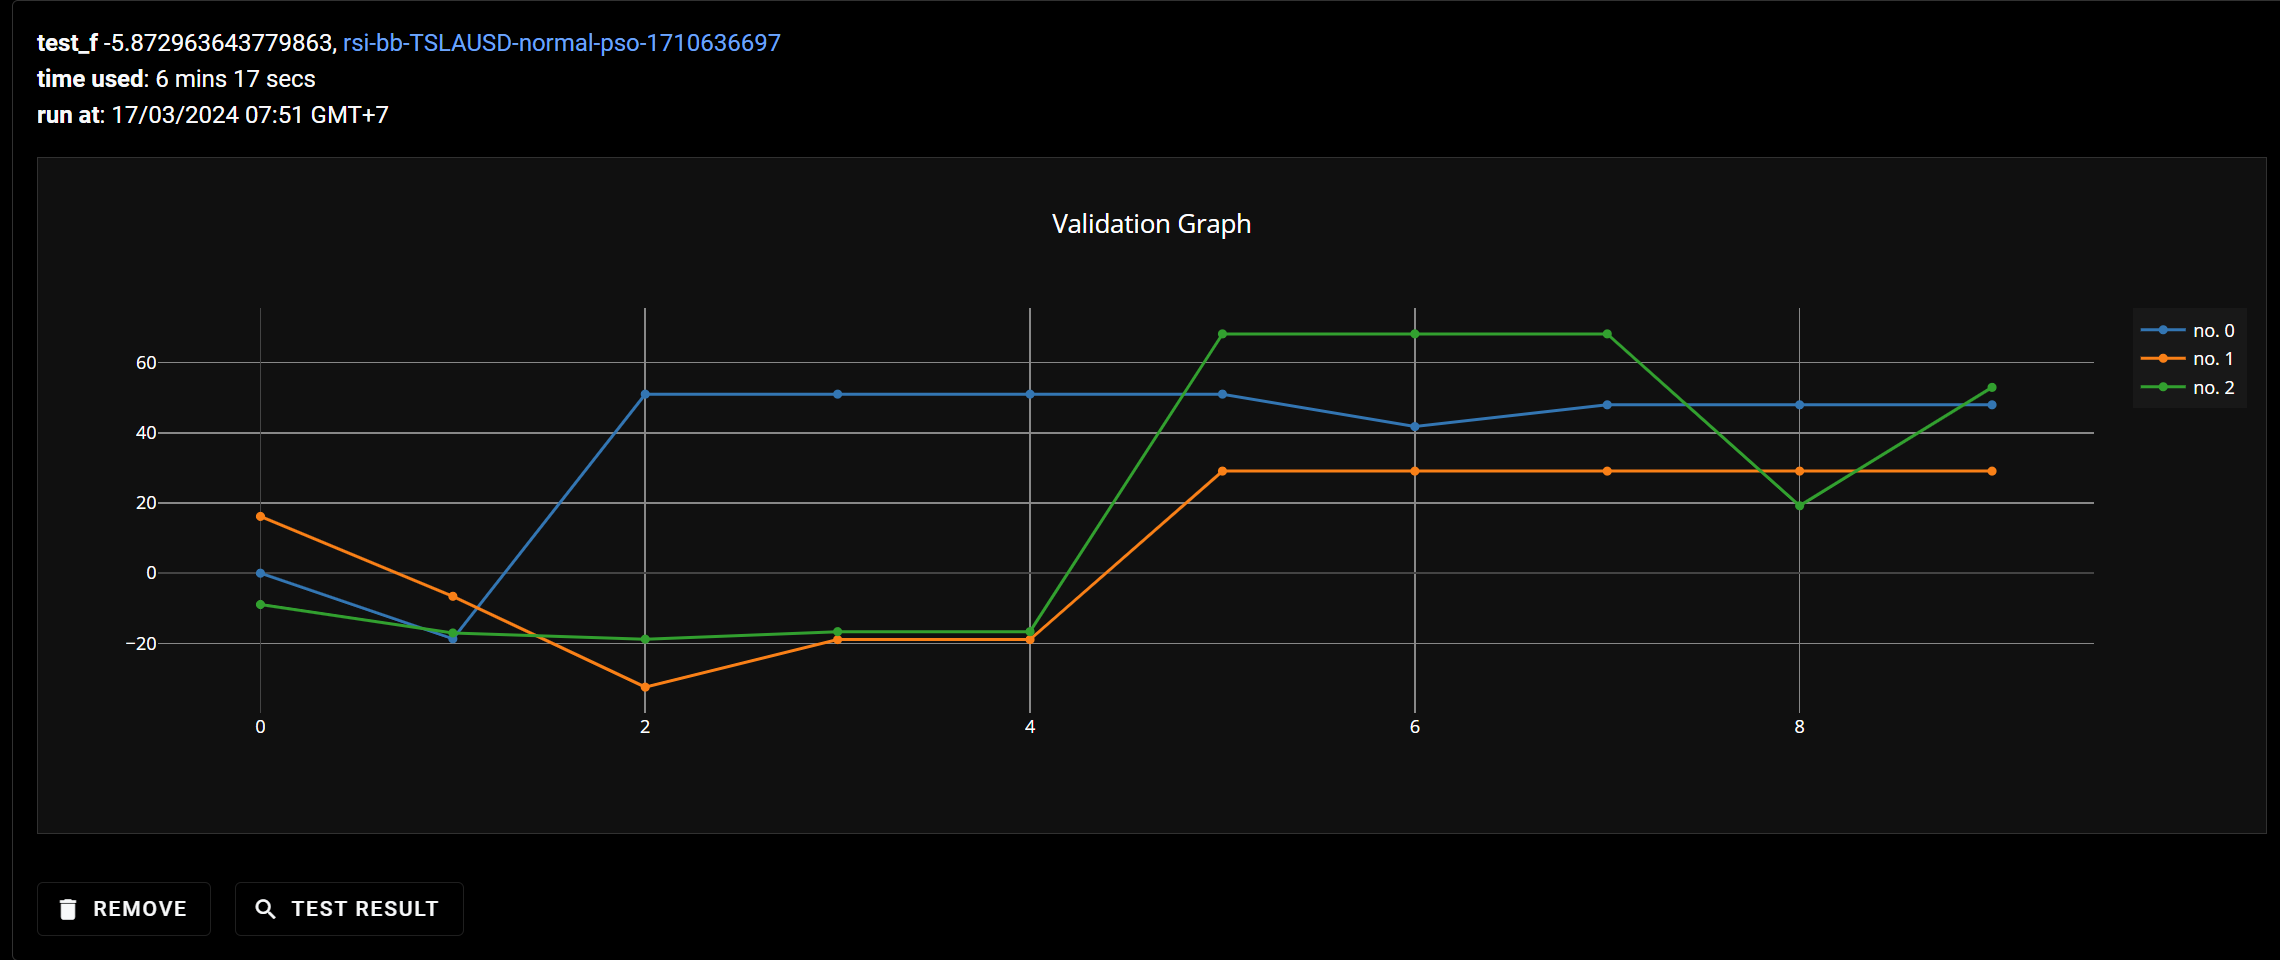 test_f -5.872963643779863, rsi-bb-TSLAUSD-normal-pso-1710636697
time used: 6 mins 17 secs
run at: 17/03/2024 07:51 GMT+7
Validation Graph
60
40
20
0
−20
0
2
4
6
8
no. 0
no. 1
no. 2
REMOVE
TEST RESULT